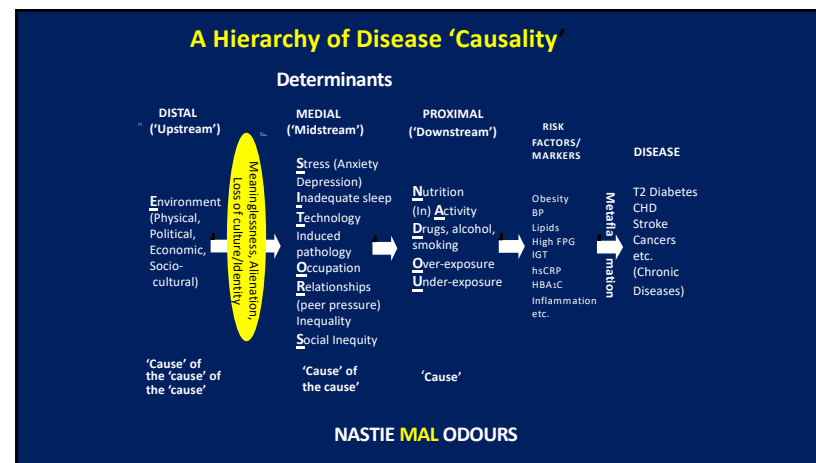 A Hierarchy of Disease ‘Causality’
Determinants
DISTAL
(‘Upstream’)
Environment
(Physical,
Political,
Economic,
Socio-
cultural)
‘Cause’ of
the ‘cause’ of
the ‘cause’
Meaninglessness, Alienation,
Loss of culture/Identity
MEDIAL
(‘Midstream’)
Stress (Anxiety
Depression)
Inadequate sleep
Technology
Induced
pathology
Occupation
Relationships
(peer pressure)
Inequality
Social Inequity
‘Cause’ of
the cause’
PROXIMAL
(‘Downstream’)
Nutrition
(In) Activity
Drugs, alcohol,
smoking
Over-exposure
Under-exposure
‘Cause’
RISK
FACTORS/
MARKERS
Obesity
BP
Lipids
High FPG
IGT
hsCRP
HBA1C
Inflammation
etc.
Metafla mation
DISEASE
T2 Diabetes
CHD
Stroke
Cancers
etc.
(Chronic
Diseases)
NASTIE MAL ODOURS